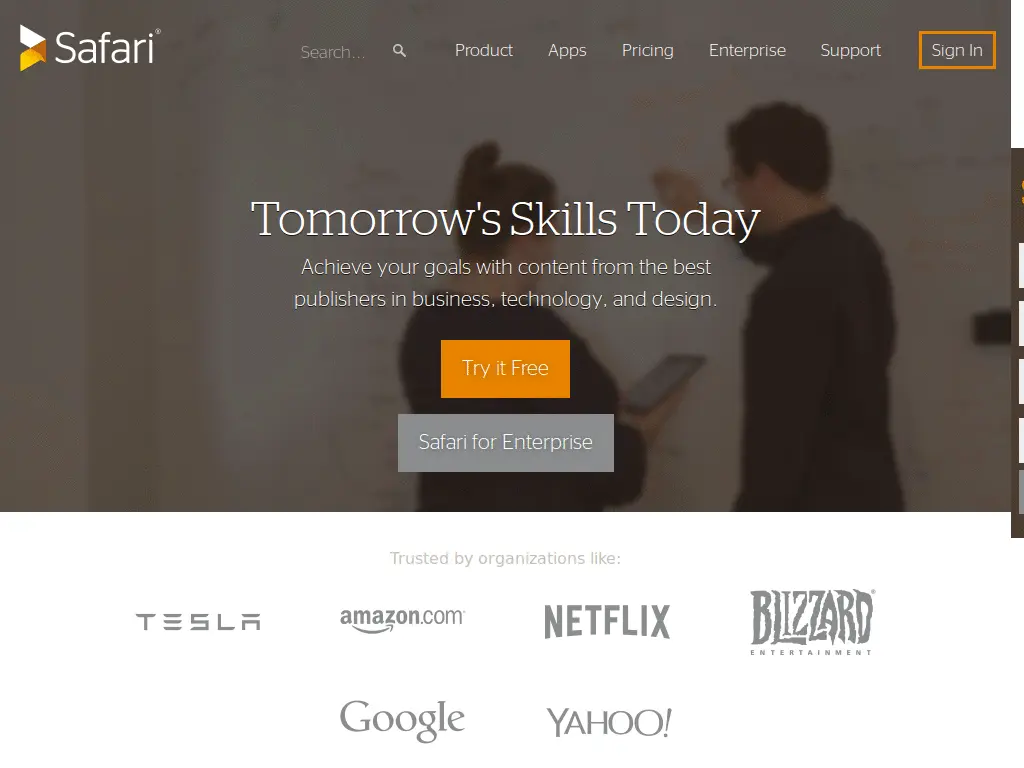 Safari®
Search...
Product
Apps
Pricing
Enterprise
Support
Sign In
Tomorrow's Skills Today
Achieve your goals with content from the best
publishers in business, technology, and design.
Try it Free
Safari for Enterprise
Trusted by organizations like:
TESLA
amazon.com
NETFLIX
BLIZZARD®
ENTERTAINMENT
Google
YAHOO!